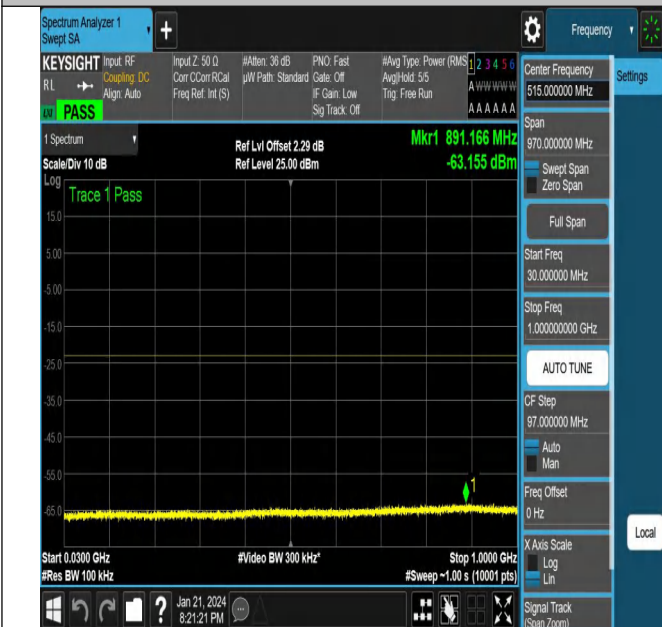 Spectrum Analyzer 1
Swept SA
Frequency
KEYSIGHT
RL
PASS
Input: RF
Coupling: DC
Align: Auto
Input Z: 50 Ω
Corr CCorr RCal
Freq Ref: Int (S)
#Atten: 36 dB
µW Path: Standard
PNO: Fast
Gate: Off
IF Gain: Low
Sig Track: Off
#Avg Type: Power (RMS
Avg|Hold: 5/5
Trig: Free Run
1 2 3 4 5 6
A W W W W W
A A A A A A
1 Spectrum
Scale/Div 10 dB
Ref Lvl Offset 2.29 dB
Ref Level 25.00 dBm
Mkr1 891.166 MHz
-63.155 dBm
Log
Trace 1 Pass
15.0
5.00
-5.00
-15.0
-25.0
-35.0
-45.0
-55.0
-65.0
1
Start 0.0300 GHz
#Res BW 100 kHz
#Video BW 300 kHz*
Stop 1.0000 GHz
#Sweep ~1.00 s (10001 pts)
?
Jan 21, 2024
8:21:21 PM
Center Frequency
515.000000 MHz
Span
970.000000 MHz
Swept Span
Zero Span
Full Span
Start Freq
30.000000 MHz
Stop Freq
1.000000000 GHz
AUTO TUNE
CF Step
97.000000 MHz
Auto
Man
Freq Offset
0 Hz
X Axis Scale
Log
Lin
Signal Track
(Span Zoom)
Settings
Local